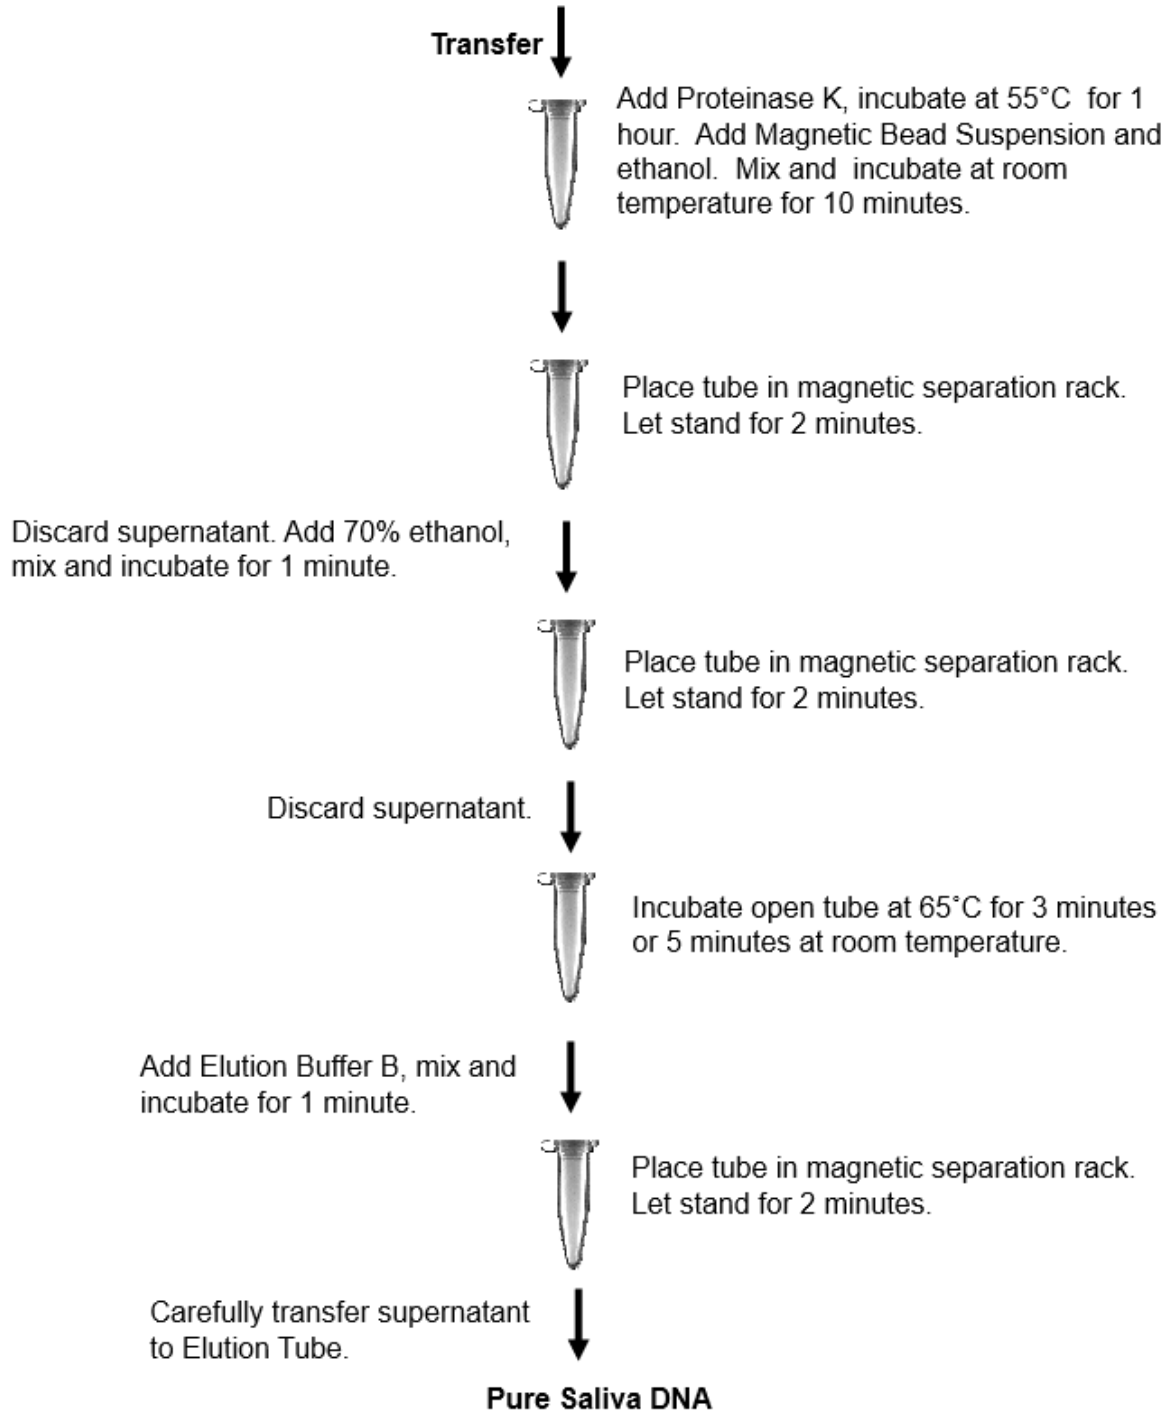 Transfer
Add Proteinase K, incubate at 55°C for 1
hour. Add Magnetic Bead Suspension and
ethanol. Mix and incubate at room
temperature for 10 minutes.
Place tube in magnetic separation rack.
Let stand for 2 minutes.
Discard supernatant. Add 70% ethanol,
mix and incubate for 1 minute.
Place tube in magnetic separation rack.
Let stand for 2 minutes.
Discard supernatant.
Incubate open tube at 65°C for 3 minutes
or 5 minutes at room temperature.
Add Elution Buffer B, mix and
incubate for 1 minute.
Place tube in magnetic separation rack.
Let stand for 2 minutes.
Carefully transfer supernatant
to Elution Tube.
Pure Saliva DNA